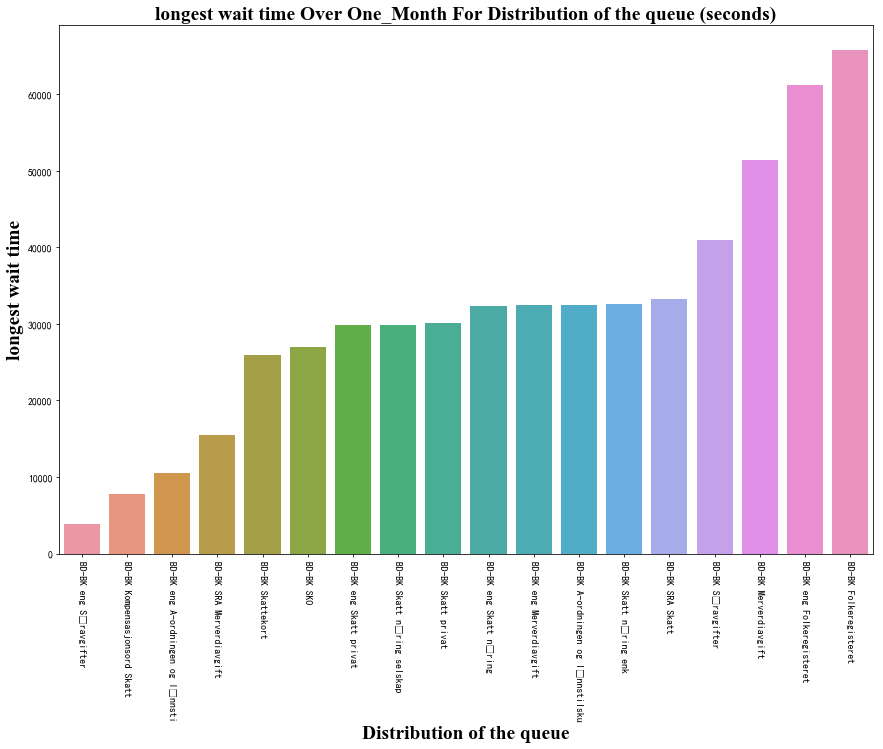 longest wait time Over One_Month For Distribution of the queue (seconds)
longest wait time
60000
50000
40000
30000
20000
10000
0
BD-BK eng S□ravgifter
BD-BK Kompensasjonsord Skatt
BD-BK eng A-ordningen og l□nnsti
BD-BK SRA Merverdiavgift
BD-BK Skattekort
BD-BK SKO
BD-BK eng Skatt privat
BD-BK Skatt n□ring selskap
BD-BK Skatt privat
BD-BK eng Skatt n□ring
BD-BK eng Merverdiavgift
BD-BK A-ordningen og l□nnstilsku
BD-BK Skatt n□ring enk
BD-BK SRA Skatt
BD-BK S□ravgifter
BD-BK Merverdiavgift
BD-BK eng Folkeregisteret
BD-BK Folkeregisteret
Distribution of the queue